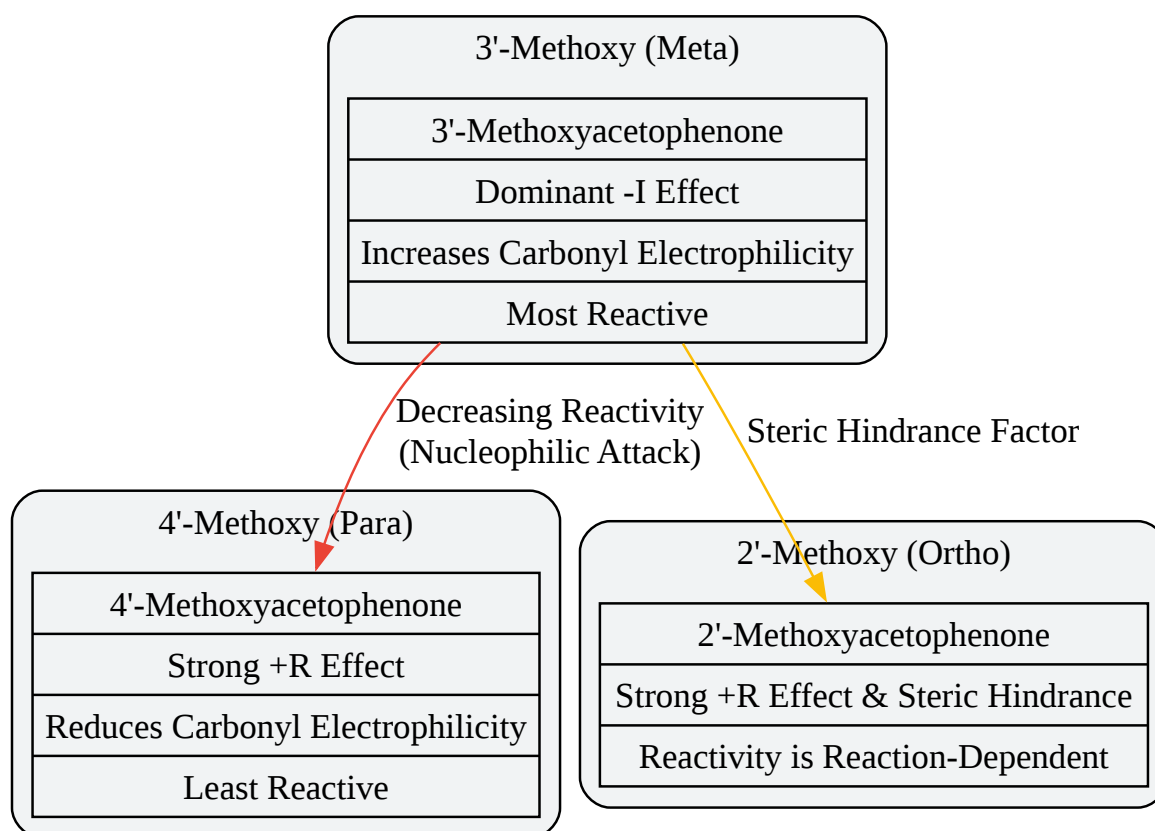 3'-Methoxy (Meta)
3'-Methoxyacetophenone
Dominant -I Effect
Increases Carbonyl Electrophilicity
Most Reactive
Decreasing Reactivity
(Nucleophilic Attack)
Steric Hindrance Factor
4'-Methoxy (Para)
4'-Methoxyacetophenone
Strong +R Effect
Reduces Carbonyl Electrophilicity
Least Reactive
2'-Methoxy (Ortho)
2'-Methoxyacetophenone
Strong +R Effect & Steric Hindrance
Reactivity is Reaction-Dependent